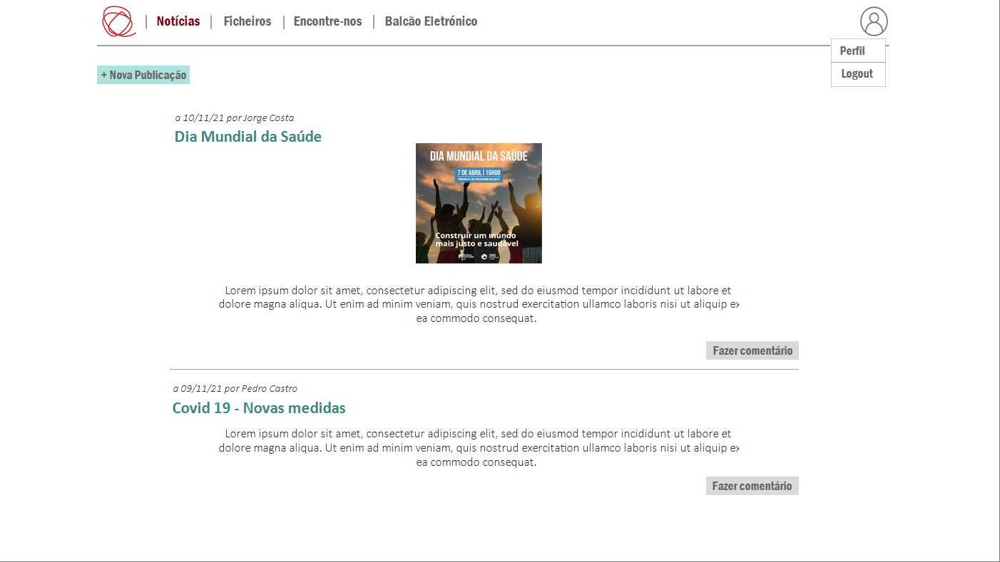 Notícias
Ficheiros
Encontre-nos
Balcão Eletrónico
Perfil
Logout
+ Nova Publicação
a 10/11/21 por Jorge Costa
Dia Mundial da Saúde
DIA MUNDIAL DA SAÚDE
7 DE ABRIL | 15H00
Construir um mundo
mais justo e saudável
SNS
Lorem ipsum dolor sit amet, consectetur adipiscing elit, sed do eiusmod tempor incididunt ut labore et
dolore magna aliqua. Ut enim ad minim veniam, quis nostrud exercitation ullamco laboris nisi ut aliquip ex
ea commodo consequat.
Fazer comentário
a 09/11/21 por Pedro Castro
Covid 19 - Novas medidas
Lorem ipsum dolor sit amet, consectetur adipiscing elit, sed do eiusmod tempor incididunt ut labore et
dolore magna aliqua. Ut enim ad minim veniam, quis nostrud exercitation ullamco laboris nisi ut aliquip ex
ea commodo consequat.
Fazer comentário